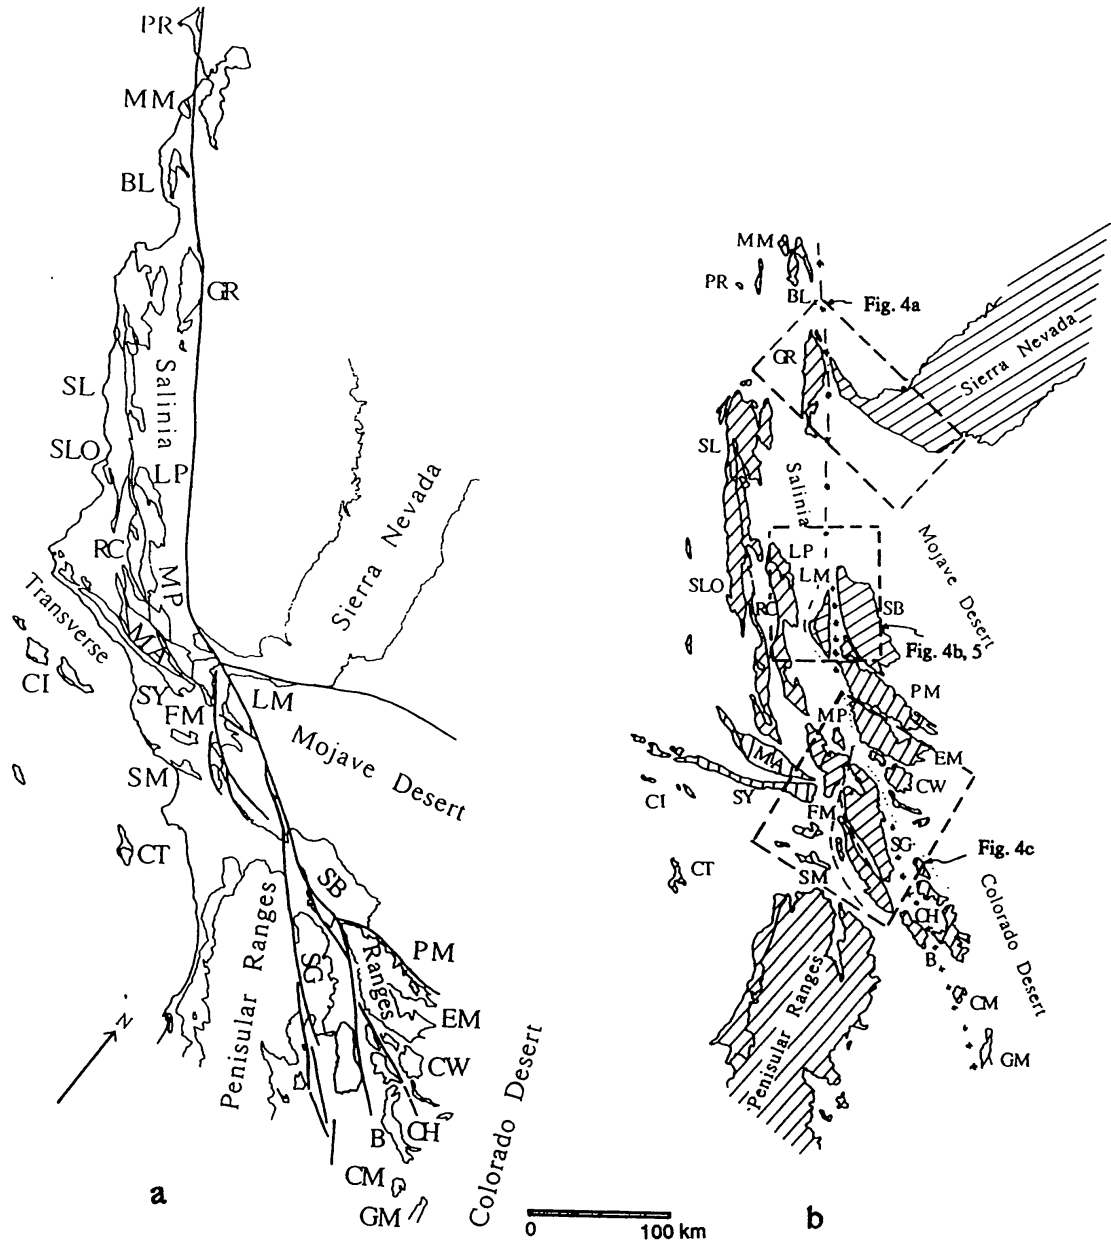 PR
MM
BL
GR
Salinia
SL
SLO
LP
RC
MP
Transverse
MA
CI
SY
FM
LM
SM
CT
Sierra Nevada
Mojave Desert
SB
PM
SG
Ranges
EM
CW
CH
B
CM
GM
Penisular Ranges
Colorado Desert
N
a
MM
PR
BL
Fig. 4a
GR
Sierra Nevada
SL
Salinia
Mojave Desert
LP
LM
SLO
RC
SB
Fig. 4b, 5
PM
MP
EM
MA
CW
CI
SY
FM
SG
Fig. 4c
CT
SM
CH
B
Colorado Desert
CM
GM
Penisular Ranges
0
100 km
b